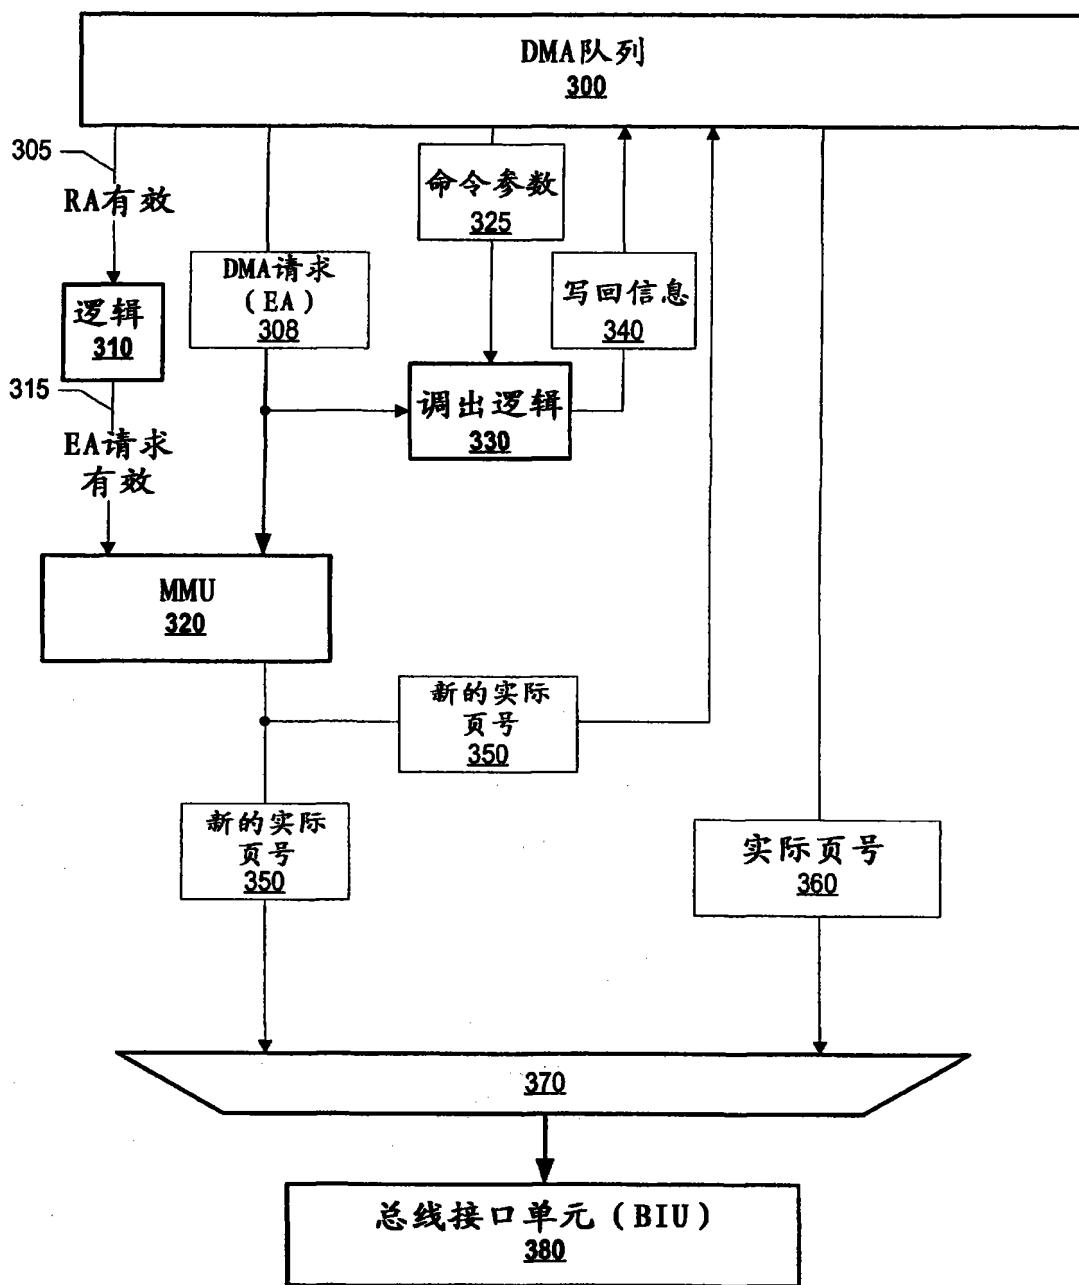 DMA队列
300
305
RA有效
命令参数
325
DMA请求
(EA)
308
写回信息
340
逻辑
310
315
调出逻辑
330
EA请求
有效
MMU
320
新的实际
页号
350
新的实际
页号
350
实际页号
360
370
总线接口单元(BIU)
380